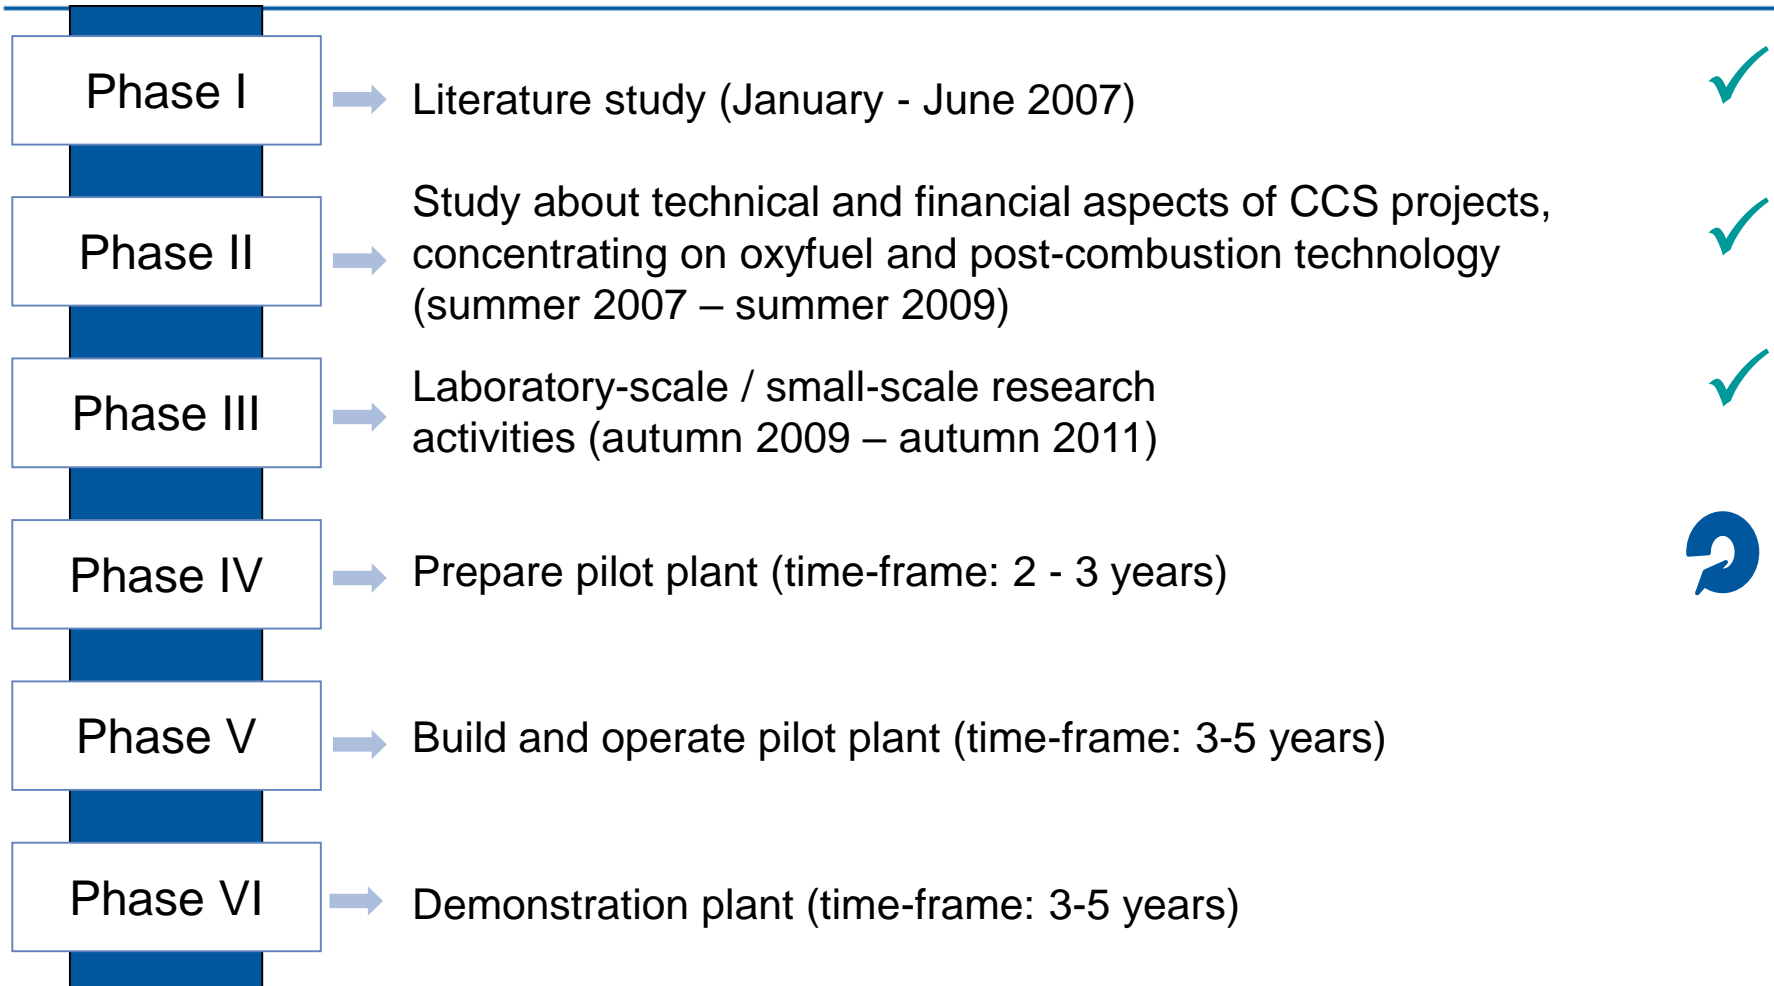 Phase I
Literature study (January - June 2007)
Phase II
Study about technical and financial aspects of CCS projects,
concentrating on oxyfuel and post-combustion technology
(summer 2007 – summer 2009)
Phase III
Laboratory-scale / small-scale research
activities (autumn 2009 – autumn 2011)
Phase IV
Prepare pilot plant (time-frame: 2 - 3 years)
Phase V
Build and operate pilot plant (time-frame: 3-5 years)
Phase VI
Demonstration plant (time-frame: 3-5 years)